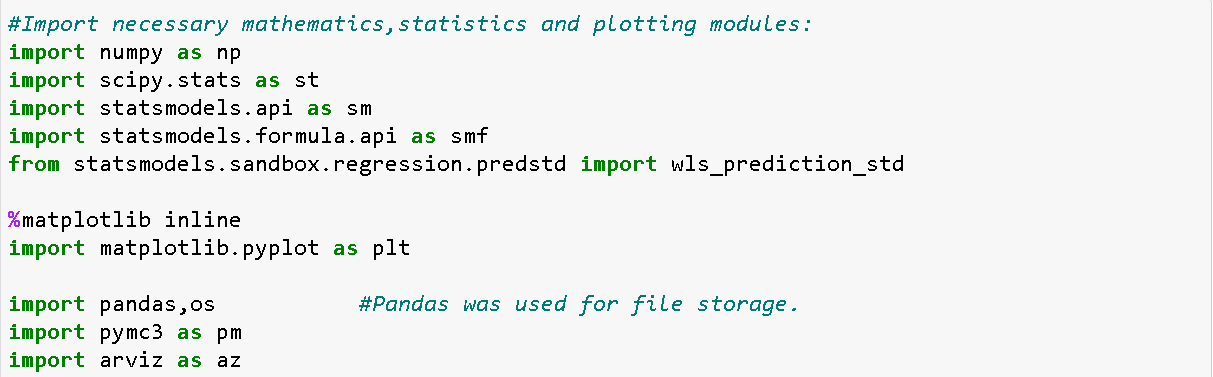 #Import necessary mathematics,statistics and plotting modules:
import numpy as np
import scipy.stats as st
import statsmodels.api as sm
import statsmodels.formula.api as smf
from statsmodels.sandbox.regression.predstd import wls_prediction_std
%matplotlib inline
import matplotlib.pyplot as plt
import pandas,os #Pandas was used for file storage.
import pymc3 as pm
import arviz as az